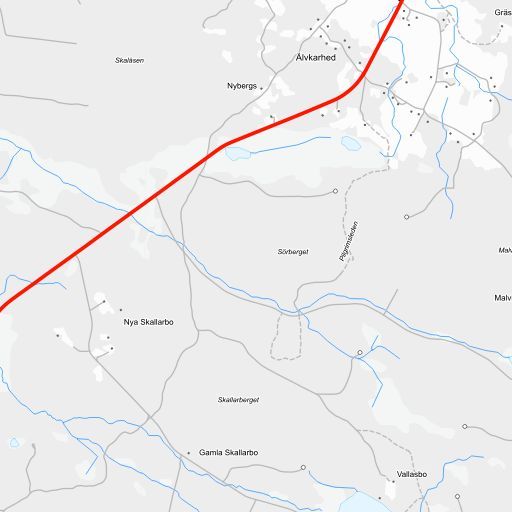 Gräs
Älvkarhed
Skalåsen
Nybergs
Pilgrimsleden
Sörberget
Malv
Malv
Nya Skallarbo
Skallarberget
Gamla Skallarbo
Vallasbo